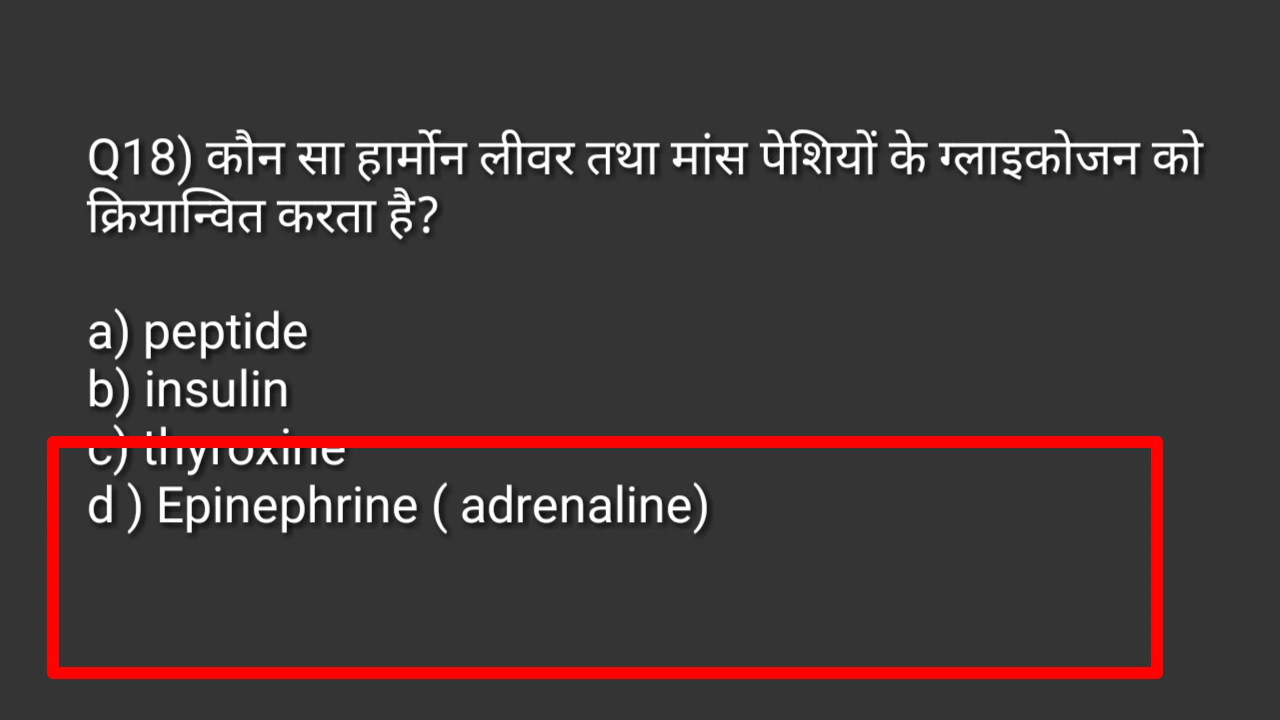 Q18) कौन सा हार्मोन लीवर तथा मांस पेशियों के ग्लाइकोजन को
क्रियान्वित करता है?
a) peptide
b) insulin
c) thyroxine
d ) Epinephrine ( adrenaline)